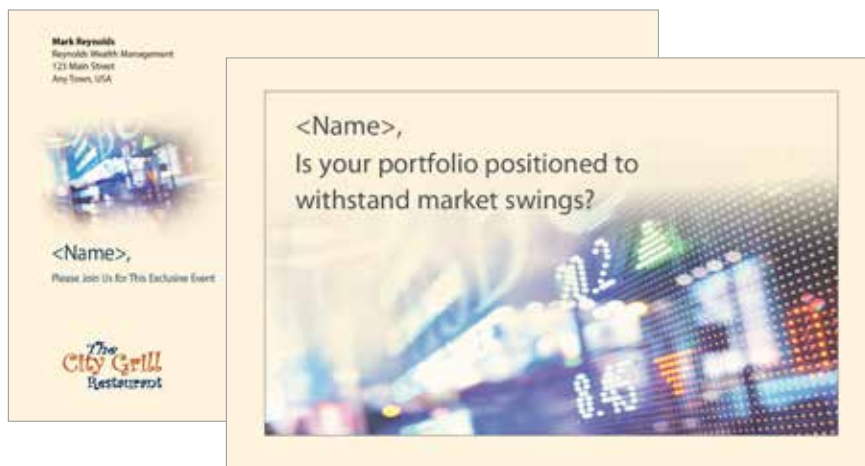 Mark Reynolds
Reynolds Wealth Management
123 Main Street
Any Town, USA
<Name>,
Please Join Us for This Exclusive Event
The
City Grill
Restaurant
<Name>,
Is your portfolio positioned to
withstand market swings?
8.45